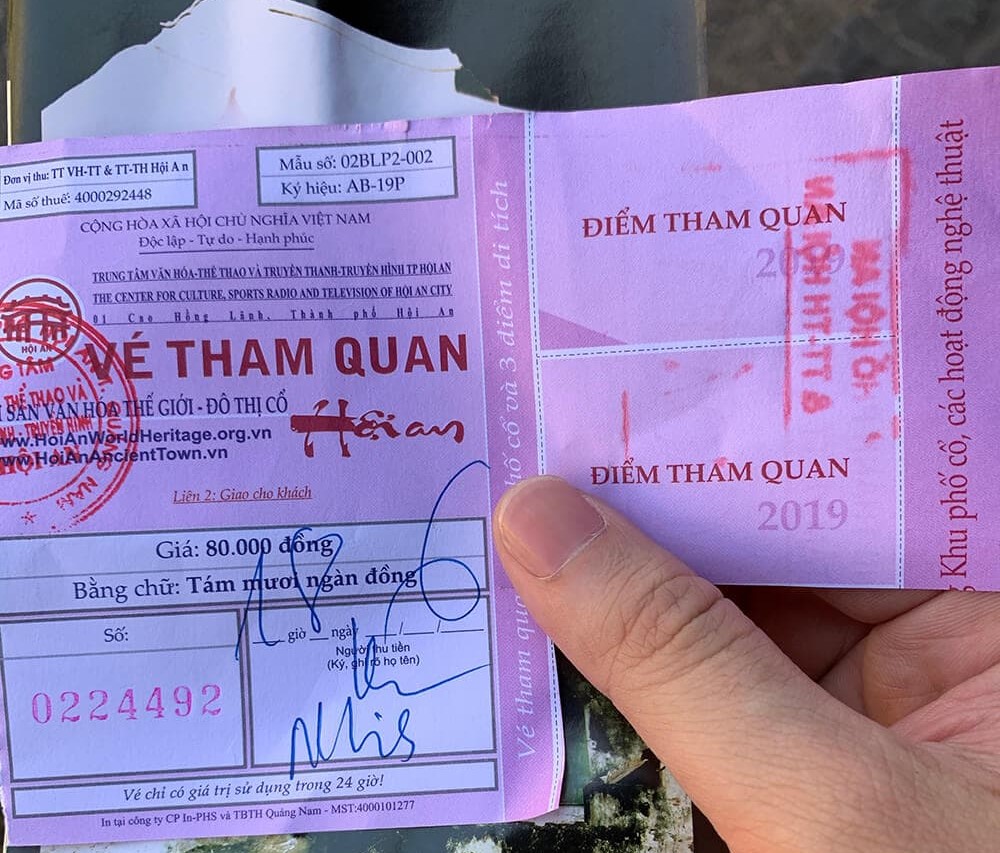 Đơn vị thu: TT VH-TT & TT-TH Hội An
Mã số thuế: 4000292448
Mẫu số: 02BLP2-002
Ký hiệu: AB-19P
CỘNG HÒA XÃ HỘI CHỦ NGHĨA VIỆT NAM
Độc lập - Tự do - Hạnh phúc
TRUNG TÂM VĂN HÓA-THỂ THAO VÀ TRUYỀN THANH-TRUYỀN HÌNH TP HỘI AN
THE CENTER FOR CULTURE, SPORTS RADIO AND TELEVISION OF HOI AN CITY
01 Cao Hồng Lãnh, Thành phố Hội An
HỘI AN
VÉ THAM QUAN
SẢN VĂN HÓA THẾ GIỚI - ĐÔ THỊ CỔ
Hội an
www.HoiAnWorldHeritage.org.vn
www.HoiAnAncientTown.vn
Liên 2: Giao cho khách
Giá: 80.000 đồng
Bằng chữ: Tám mươi ngàn đồng
Số:
0224492
18/6
giờ ngày / /
Người thu tiền
(Ký, ghi rõ họ tên)
Vé chỉ có giá trị sử dụng trong 24 giờ!
In tại công ty CP In-PHS và TBTH Quảng Nam - MST:4000101277
Vé tham quan phố cổ và 3 điểm di tích
ĐIỂM THAM QUAN
2019
ĐIỂM THAM QUAN
2019
Khu phố cổ, các hoạt động nghệ thuật